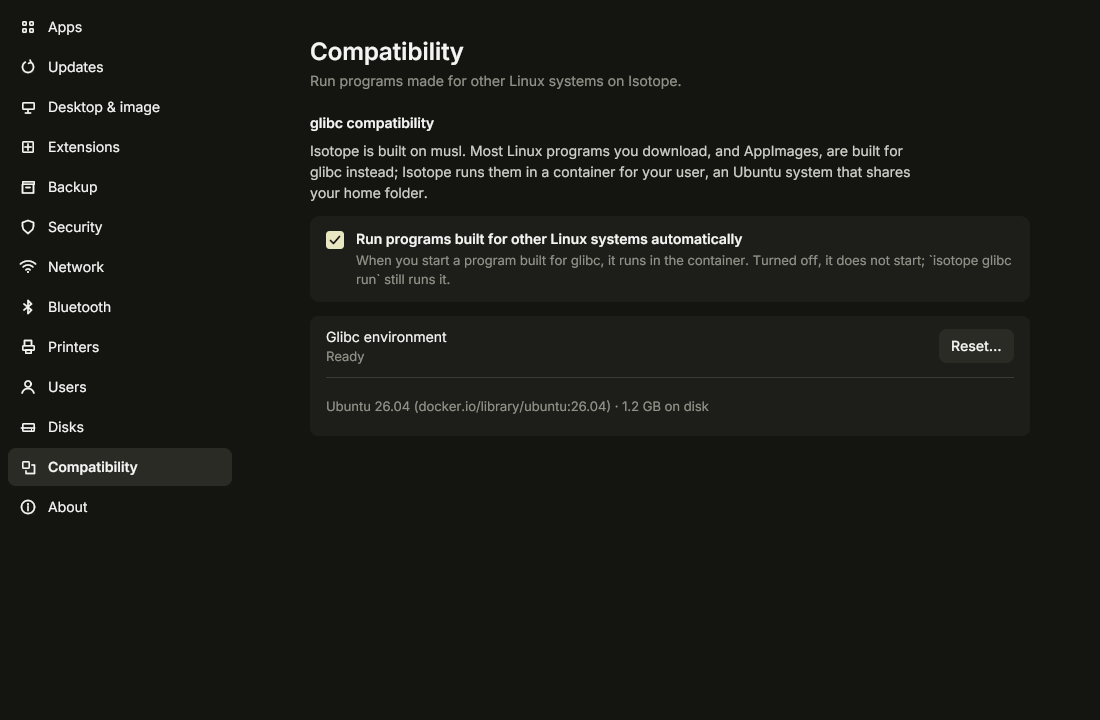 Apps
Updates
Desktop & image
Extensions
Backup
Security
Network
Bluetooth
Printers
Users
Disks
Compatibility
About
Compatibility
Run programs made for other Linux systems on Isotope.
glibc compatibility
Isotope is built on musl. Most Linux programs you download, and AppImages, are built for
glibc instead; Isotope runs them in a container for your user, an Ubuntu system that shares
your home folder.
Run programs built for other Linux systems automatically
When you start a program built for glibc, it runs in the container. Turned off, it does not start; `isotope glibc
run` still runs it.
Glibc environment
Ready
Reset...
Ubuntu 26.04 (docker.io/library/ubuntu:26.04) · 1.2 GB on disk